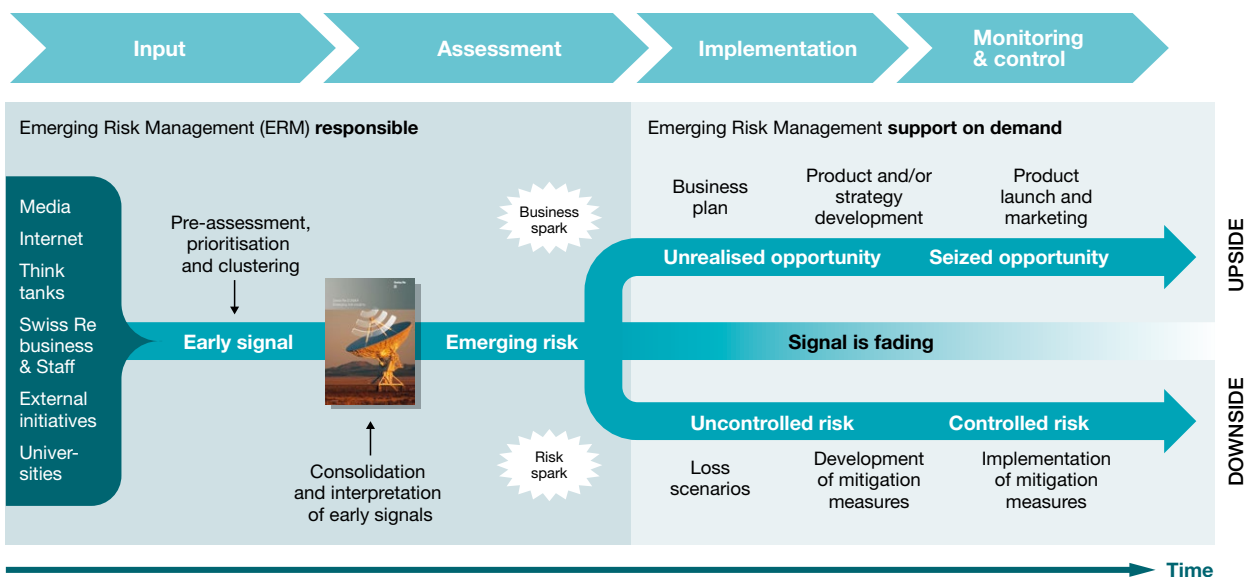 Input
Assessment
Implementation
Monitoring
& control
Emerging Risk Management (ERM) responsible
Emerging Risk Management support on demand
Media
Internet
Think
tanks
Swiss Re
business
& Staff
External
initiatives
Univer-
sities
Pre-assessment,
prioritisation
and clustering
Early signal
Consolidation
and interpretation
of early signals
Emerging risk
Business
spark
Risk
spark
Business
plan
Product and/or
strategy
development
Product
launch and
marketing
Unrealised opportunity
Seized opportunity
Signal is fading
Uncontrolled risk
Controlled risk
Loss
scenarios
Development
of mitigation
measures
Implementation
of mitigation
measures
UPSIDE
DOWNSIDE
Time